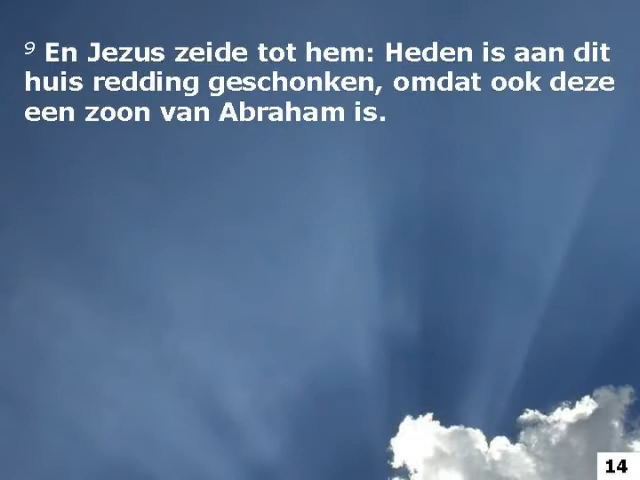 9 En Jezus zeide tot hem: Heden is aan dit
huis redding geschonken, omdat ook deze
een zoon van Abraham is.
14